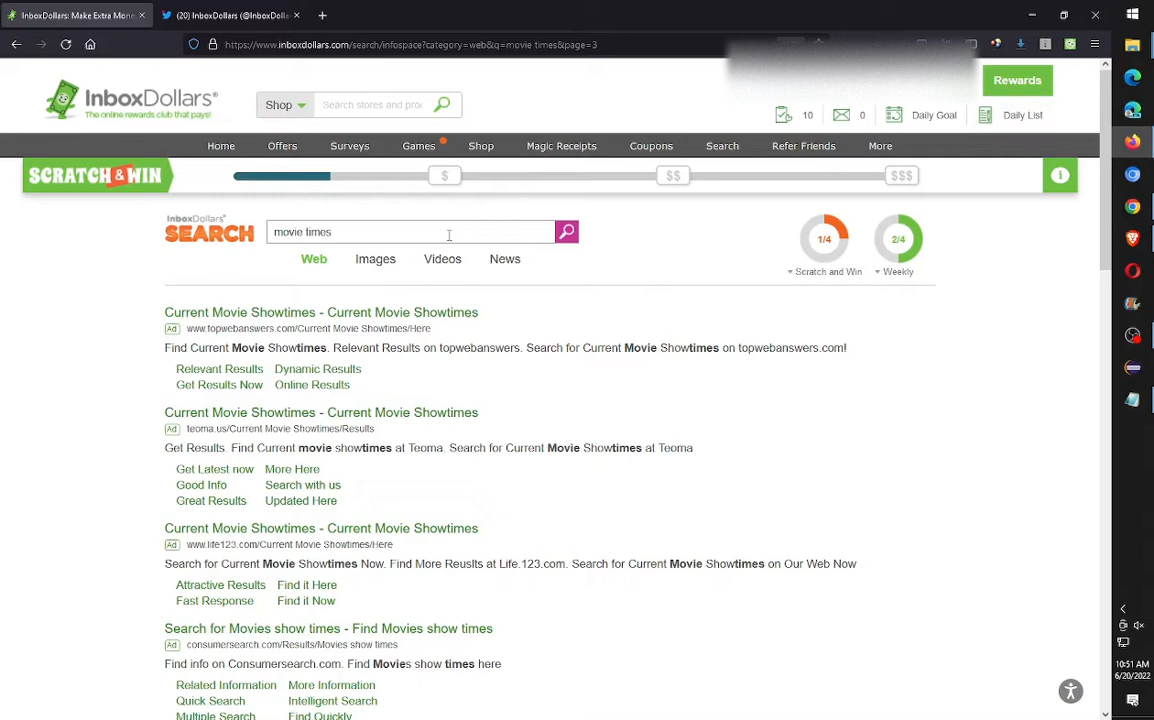 InboxDollars: Make Extra Mone
(20) InboxDollars (@InboxDoll
https://www.inboxdollars.com/search/infospace?category=web&q=movie times&page=3
InboxDollars®
The online rewards club that pays!
Shop
Search stores and pro
Rewards
10
0
Daily Goal
Daily List
Home
Offers
Surveys
Games
Shop
Magic Receipts
Coupons
Search
Refer Friends
More
SCRATCH & WIN
$
$$
$$$
InboxDollars®
SEARCH
movie times
1/4
2/4
Scratch and Win
Weekly
Web
Images
Videos
News
Current Movie Showtimes - Current Movie Showtimes
Ad www.topwebanswers.com/Current Movie Showtimes/Here
Find Current Movie Showtimes. Relevant Results on topwebanswers. Search for Current Movie Showtimes on topwebanswers.com!
Relevant Results Dynamic Results
Get Results Now Online Results
Current Movie Showtimes - Current Movie Showtimes
Ad teoma.us/Current Movie Showtimes/Results
Get Results. Find Current movie showtimes at Teoma. Search for Current Movie Showtimes at Teoma
Get Latest now More Here
Good Info Search with us
Great Results Updated Here
Current Movie Showtimes - Current Movie Showtimes
Ad www.life123.com/Current Movie Showtimes/Here
Search for Current Movie Showtimes Now. Find More Reuslts at Life.123.com. Search for Current Movie Showtimes on Our Web Now
Attractive Results Find it Here
Fast Response Find it Now
Search for Movies show times - Find Movies show times
Ad consumersearch.com/Results/Movies show times
Find info on Consumersearch.com. Find Movies show times here
Related Information More Information
Quick Search Intelligent Search
Multiple Search Find Quickly
10:51 AM
6/20/2022